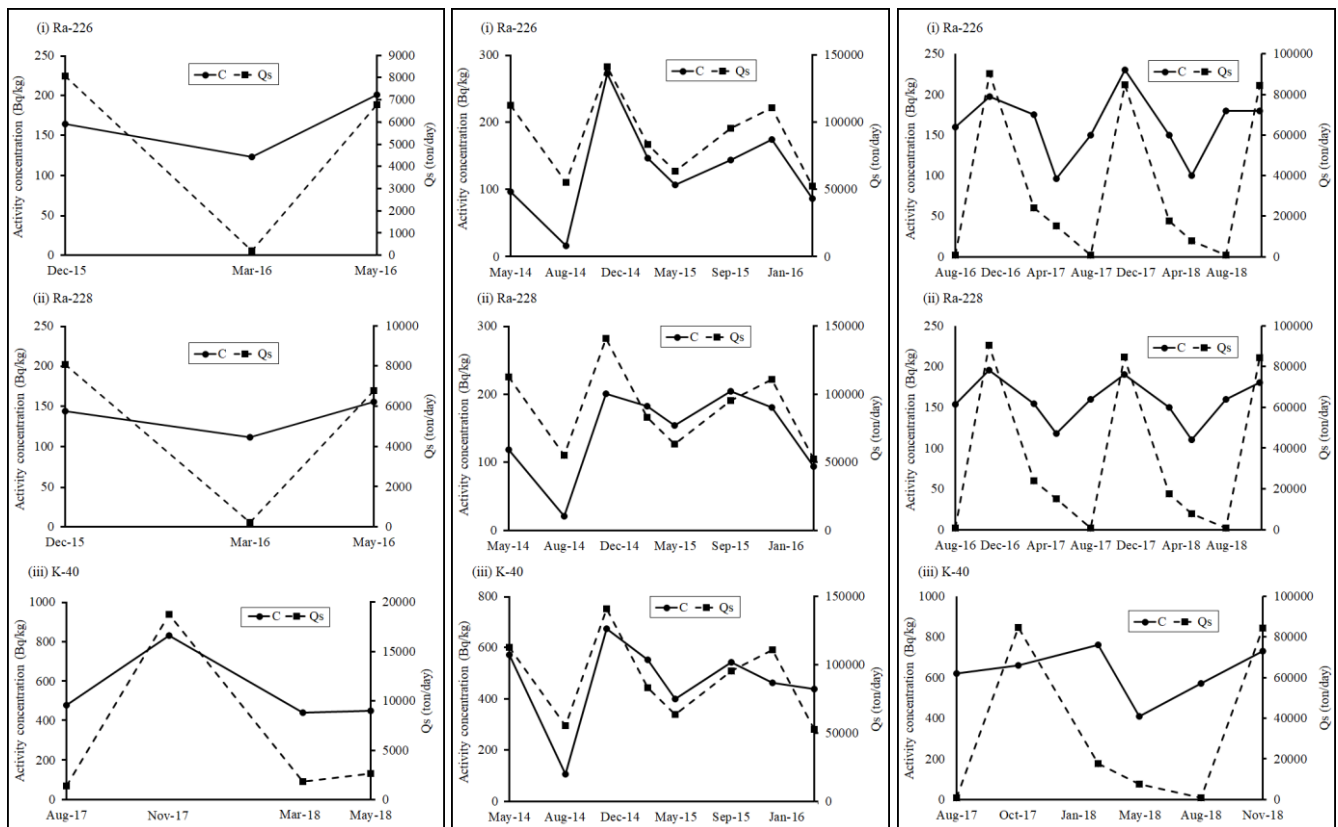 (i) Ra-226
Activity concentration (Bq/kg)
250
200
150
100
50
0
C Qs
9000
8000
7000
6000
5000
4000
3000
2000
1000
0
Qs (ton/day)
Dec-15 Mar-16 May-16
(ii) Ra-228
Activity concentration (Bq/kg)
250
200
150
100
50
0
C Qs
10000
8000
6000
4000
2000
0
Qs (ton/day)
Dec-15 Mar-16 May-16
(iii) K-40
Activity concentration (Bq/kg)
1000
800
600
400
200
0
C Qs
20000
15000
10000
5000
0
Qs (ton/day)
Aug-17 Nov-17 Mar-18 May-18
(i) Ra-226
Activity concentration (Bq/kg)
300
200
100
0
C Qs
150000
100000
50000
0
Qs (ton/day)
May-14 Aug-14 Dec-14 May-15 Sep-15 Jan-16
(ii) Ra-228
Activity concentration (Bq/kg)
300
200
100
0
C Qs
150000
100000
50000
0
Qs (ton/day)
May-14 Aug-14 Dec-14 May-15 Sep-15 Jan-16
(iii) K-40
Activity concentration (Bq/kg)
800
600
400
200
0
C Qs
150000
100000
50000
0
Qs (ton/day)
May-14 Aug-14 Dec-14 May-15 Sep-15 Jan-16
(i) Ra-226
Activity concentration (Bq/kg)
250
200
150
100
50
0
C Qs
100000
80000
60000
40000
20000
0
Qs (ton/day)
Aug-16 Dec-16 Apr-17 Aug-17 Dec-17 Apr-18 Aug-18
(ii) Ra-228
Activity concentration (Bq/kg)
250
200
150
100
50
0
C Qs
100000
80000
60000
40000
20000
0
Qs (ton/day)
Aug-16 Dec-16 Apr-17 Aug-17 Dec-17 Apr-18 Aug-18
(iii) K-40
Activity concentration (Bq/kg)
1000
800
600
400
200
0
C Qs
100000
80000
60000
40000
20000
0
Qs (ton/day)
Aug-17 Oct-17 Jan-18 May-18 Aug-18 Nov-18